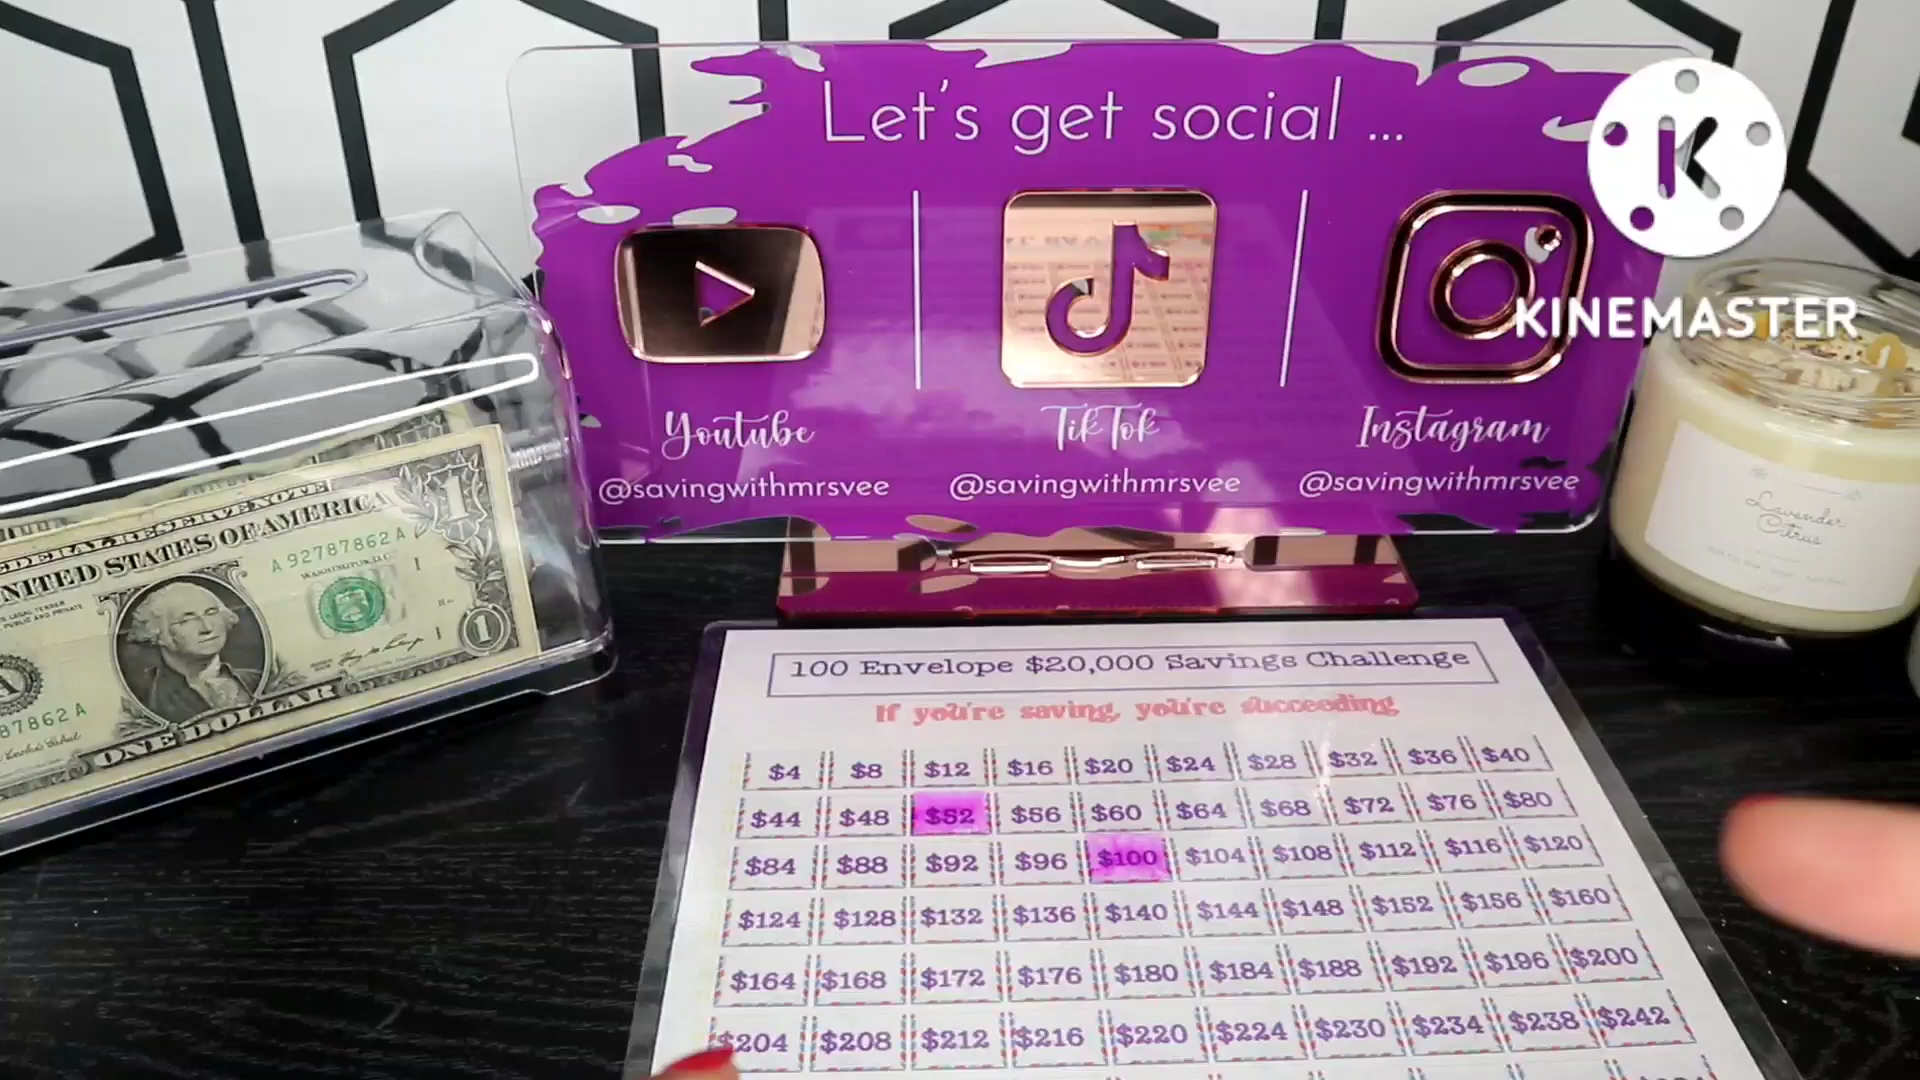 Let's get social ...
KINEMASTER
Youtube
TikTok
Instagram
@savingwithmrsvee
@savingwithmrsvee
@savingwithmrsvee
Lavender
Citrus
FEDERAL RESERVE NOTE
UNITED STATES OF AMERICA
A 92787862 A
WASHINGTON, D.C.
1
1
87862 A
ONE DOLLAR
100 Envelope $20,000 Savings Challenge
If you're saving, you're succeeding
$4 $8 $12 $16 $20 $24 $28 $32 $36 $40
$44 $48 $52 $56 $60 $64 $68 $72 $76 $80
$84 $88 $92 $96 $100 $104 $108 $112 $116 $120
$124 $128 $132 $136 $140 $144 $148 $152 $156 $160
$164 $168 $172 $176 $180 $184 $188 $192 $196 $200
$204 $208 $212 $216 $220 $224 $230 $234 $238 $242